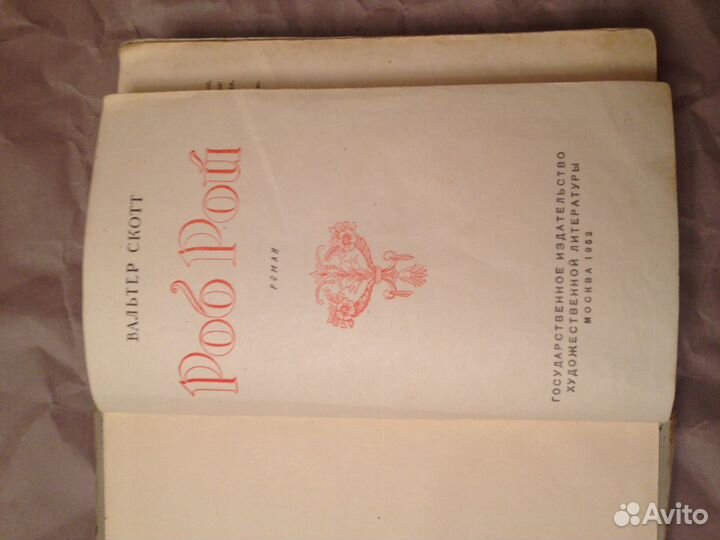 ВАЛЬТЕР СКОТТ
Роб Рой
РОМАН
ГОСУДАРСТВЕННОЕ ИЗДАТЕЛЬСТВО
ХУДОЖЕСТВЕННОЙ ЛИТЕРАТУРЫ
МОСКВА 1952
Avito